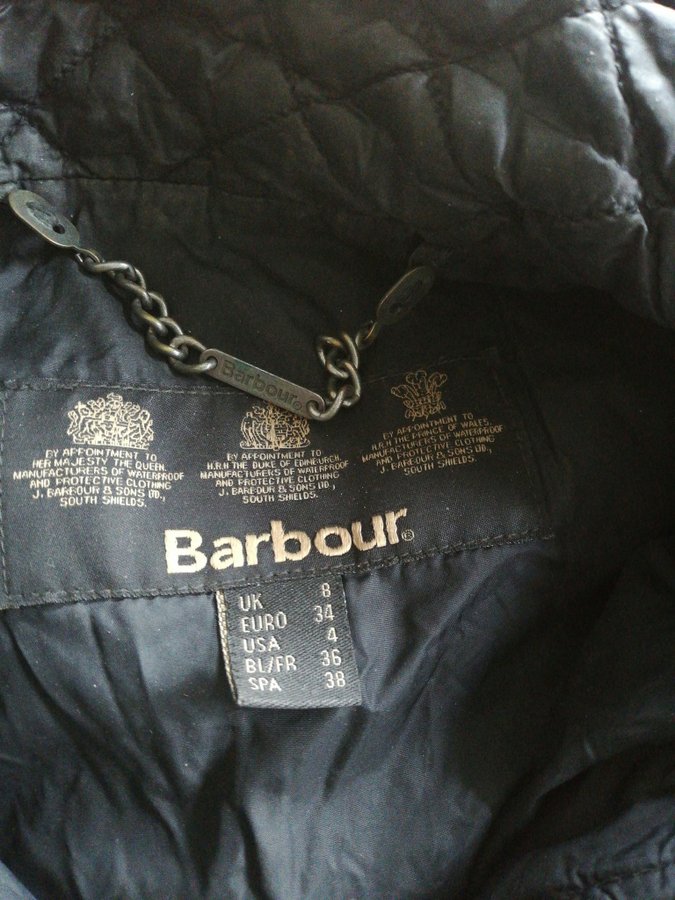 Barbour®
BY APPOINTMENT TO
HER MAJESTY THE QUEEN.
MANUFACTURERS OF WATERPROOF
AND PROTECTIVE CLOTHING
J. BARBOUR & SONS LTD.,
SOUTH SHIELDS.
BY APPOINTMENT TO
H.R.H THE DUKE OF EDINBURGH.
MANUFACTURERS OF WATERPROOF
AND PROTECTIVE CLOTHING
J. BARBOUR & SONS LTD.,
SOUTH SHIELDS.
BY APPOINTMENT TO
H.R.H THE PRINCE OF WALES.
MANUFACTURERS OF WATERPROOF
AND PROTECTIVE CLOTHING
J. BARBOUR & SONS LTD.,
SOUTH SHIELDS.
Barbour®
UK 8
EURO 34
USA 4
BL/FR 36
SPA 38